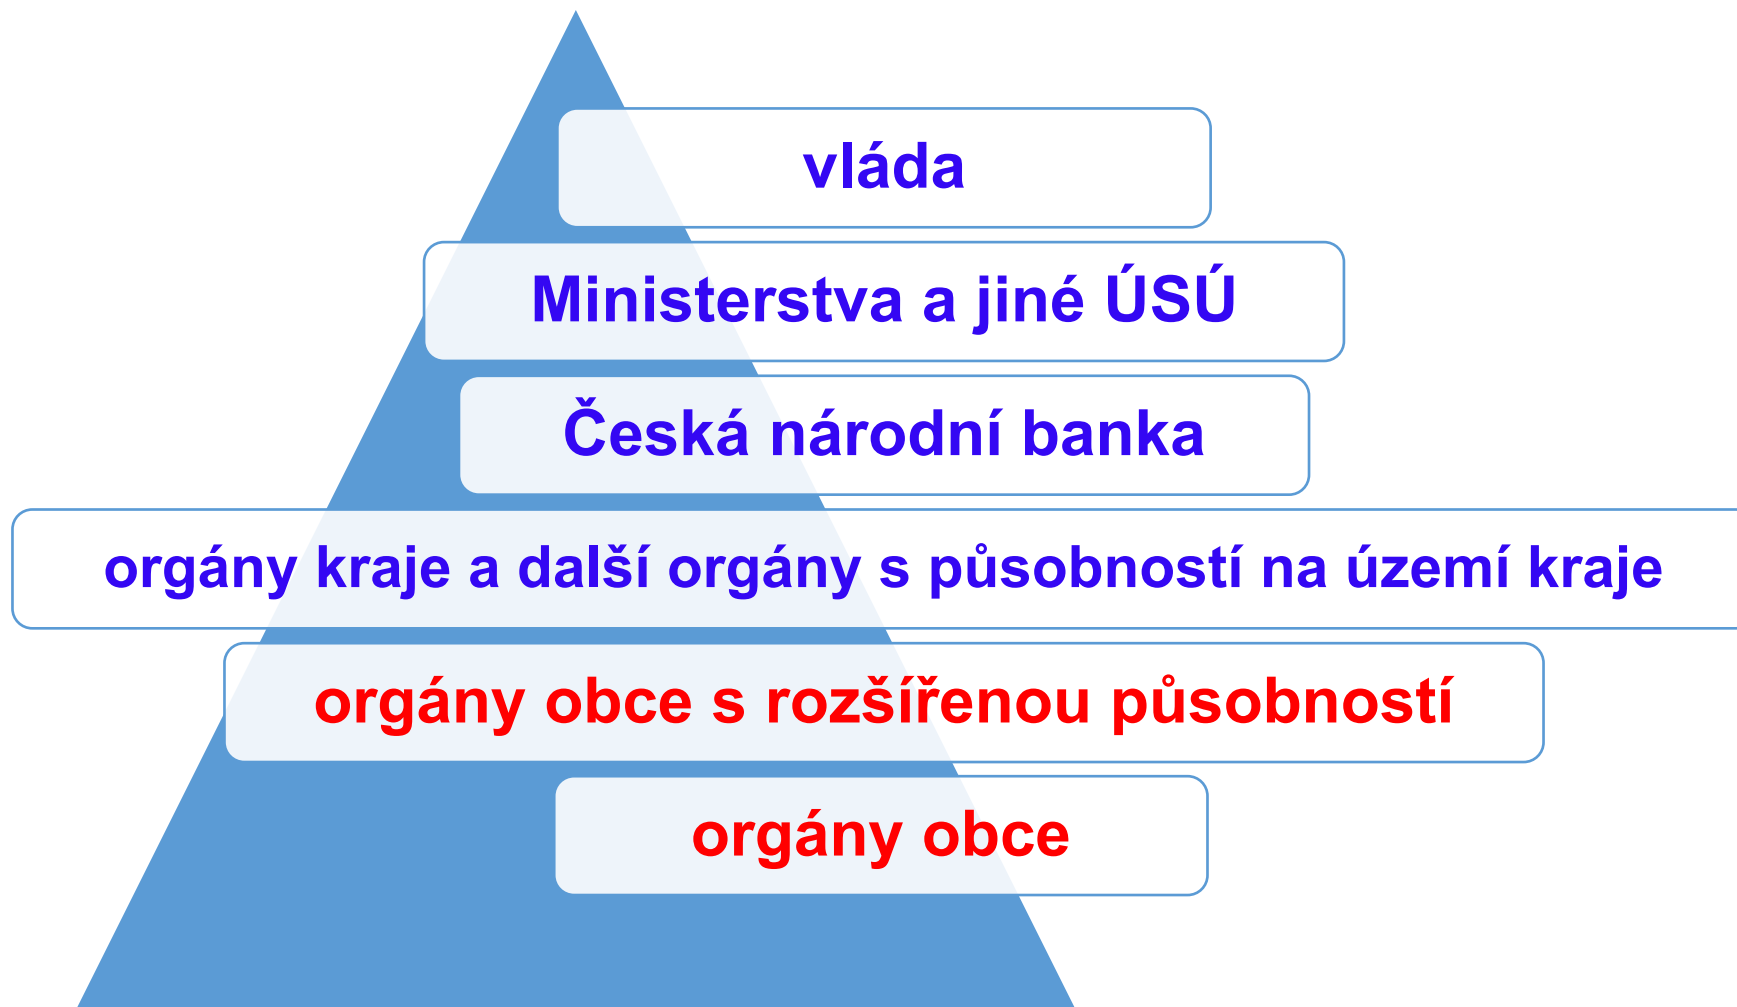 vláda
Ministerstva a jiné ÚSÚ
Česká národní banka
orgány kraje a další orgány s působností na území kraje
orgány obce s rozšířenou působností
orgány obce